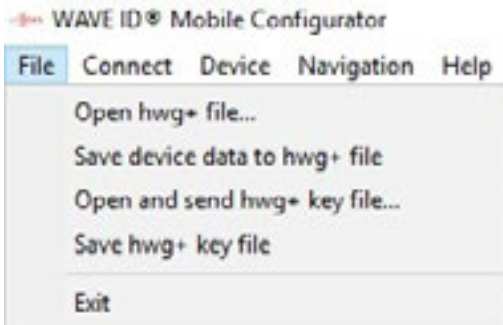 WAVE ID® Mobile Configurator
File Connect Device Navigation Help
Open hwg+ file...
Save device data to hwg+ file
Open and send hwg+ key file...
Save hwg+ key file
Exit